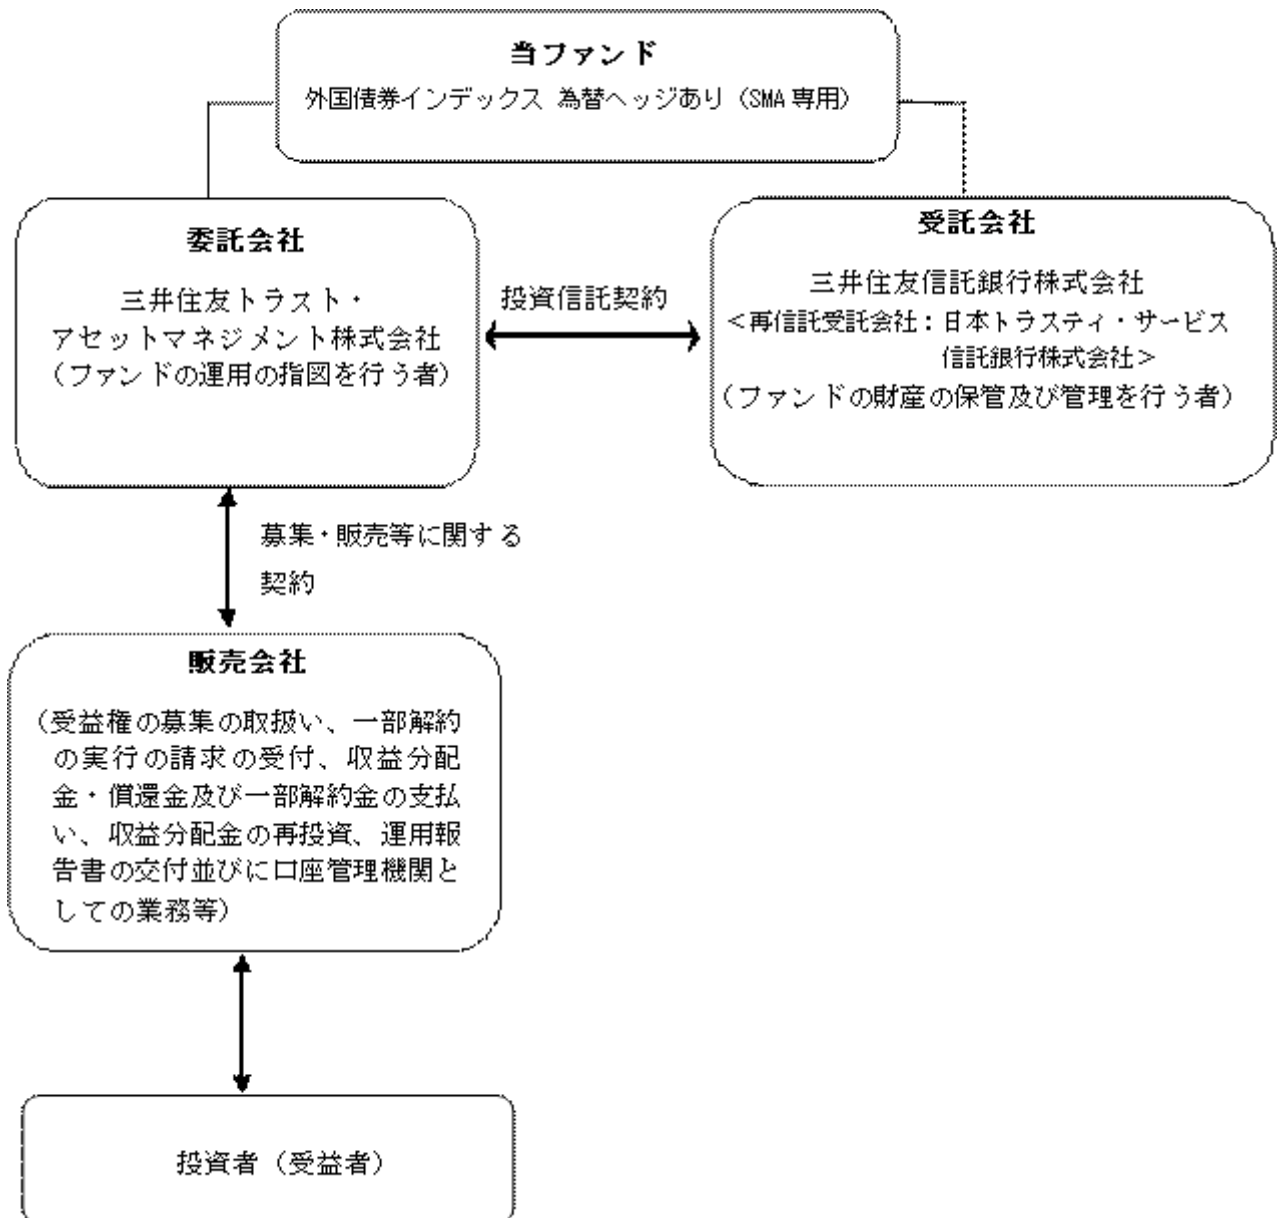 当ファンド
外国債券インデックス 為替ヘッジあり（SMA 専用）
委託会社
三井住友トラスト・
アセットマネジメント株式会社
（ファンドの運用の指図を行う者）
投資信託契約
受託会社
三井住友信託銀行株式会社
＜再信託受託会社：日本トラスティ・サービス
信託銀行株式会社＞
（ファンドの財産の保管及び管理を行う者）
募集・販売等に関する
契約
販売会社
（受益権の募集の取扱い、一部解約
の実行の請求の受付、収益分配
金・償還金及び一部解約金の支払
い、収益分配金の再投資、運用報
告書の交付並びに口座管理機関と
しての業務等）
投資者（受益者）